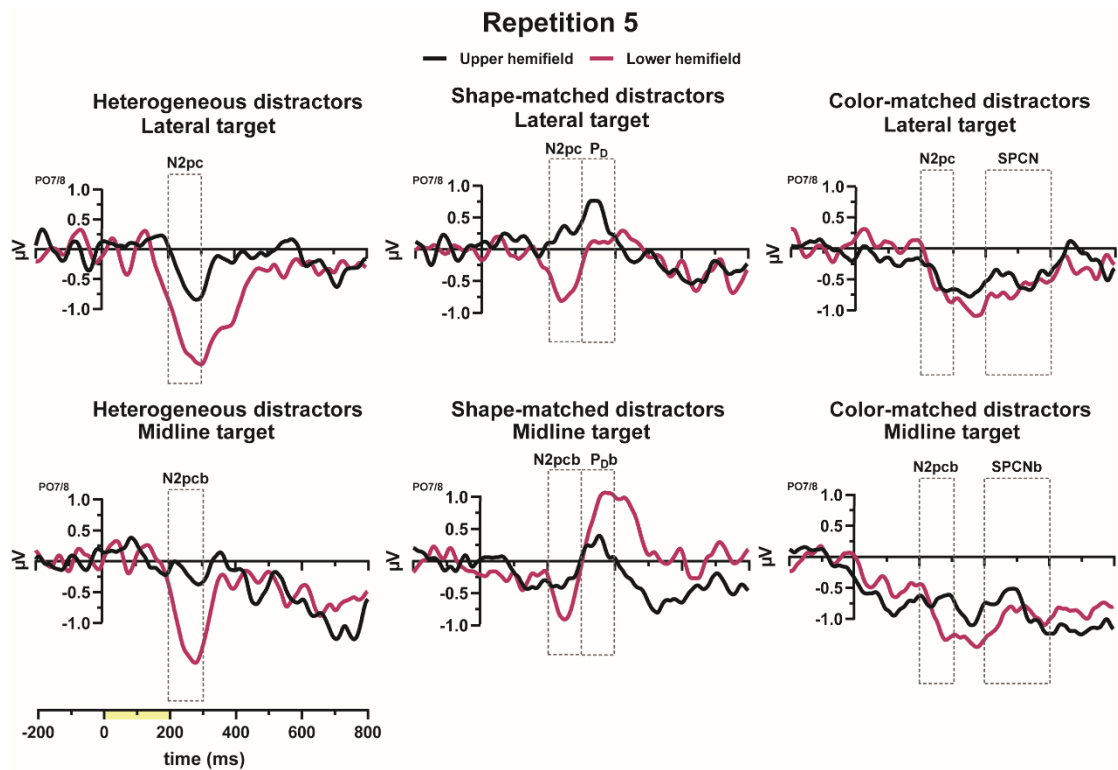 Repetition 5
Upper hemifield Lower hemifield
Heterogeneous distractors
Lateral target
N2pc
PO7/8
1.0
0.5
µV
-0.5
-1.0
Shape-matched distractors
Lateral target
N2pc P_D
PO7/8
1.0
0.5
µV
-0.5
-1.0
Color-matched distractors
Lateral target
N2pc SPCN
PO7/8
1.0
0.5
µV
-0.5
-1.0
Heterogeneous distractors
Midline target
N2pcb
PO7/8
1.0
0.5
µV
-0.5
-1.0
-200 0 200 400 600 800
time (ms)
Shape-matched distractors
Midline target
N2pcb P_Db
PO7/8
1.0
0.5
µV
-0.5
-1.0
Color-matched distractors
Midline target
N2pcb SPCNb
PO7/8
1.0
0.5
µV
-0.5
-1.0